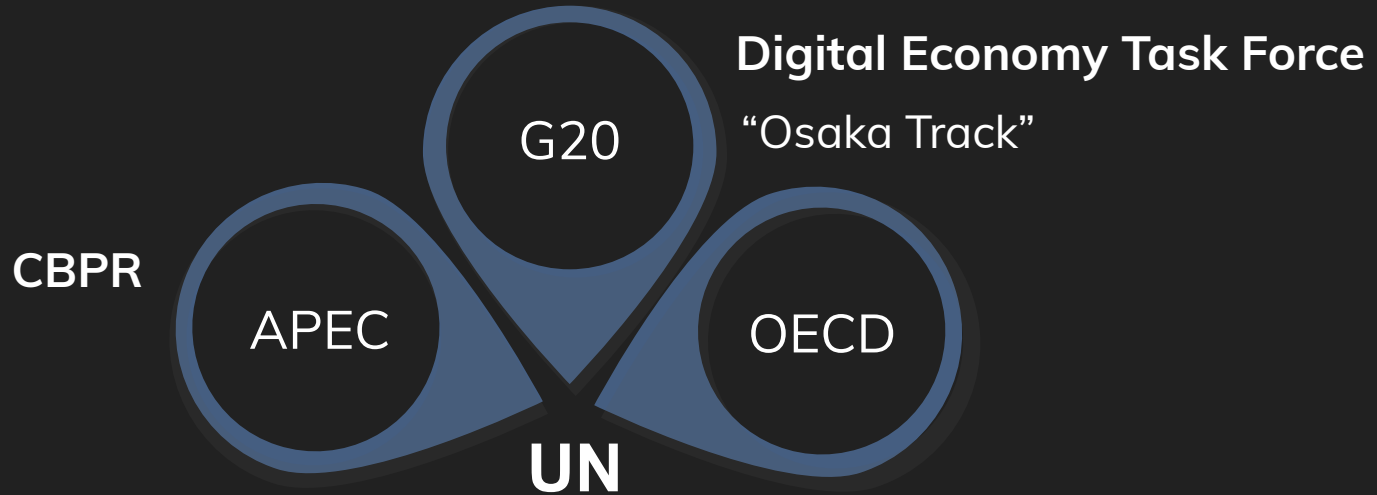 Digital Economy Task Force
“Osaka Track”
G20
CBPR
APEC
OECD
UN